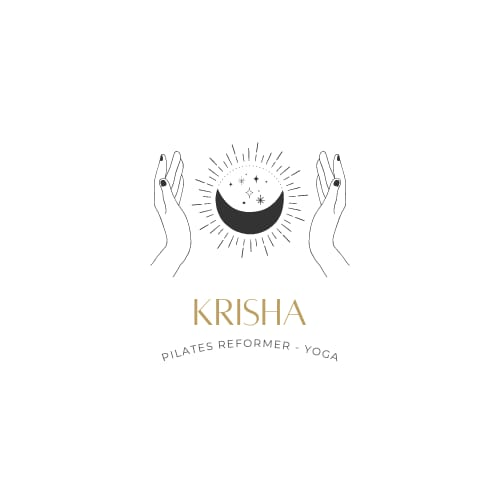 KRISHA
PILATES REFORMER - YOGA